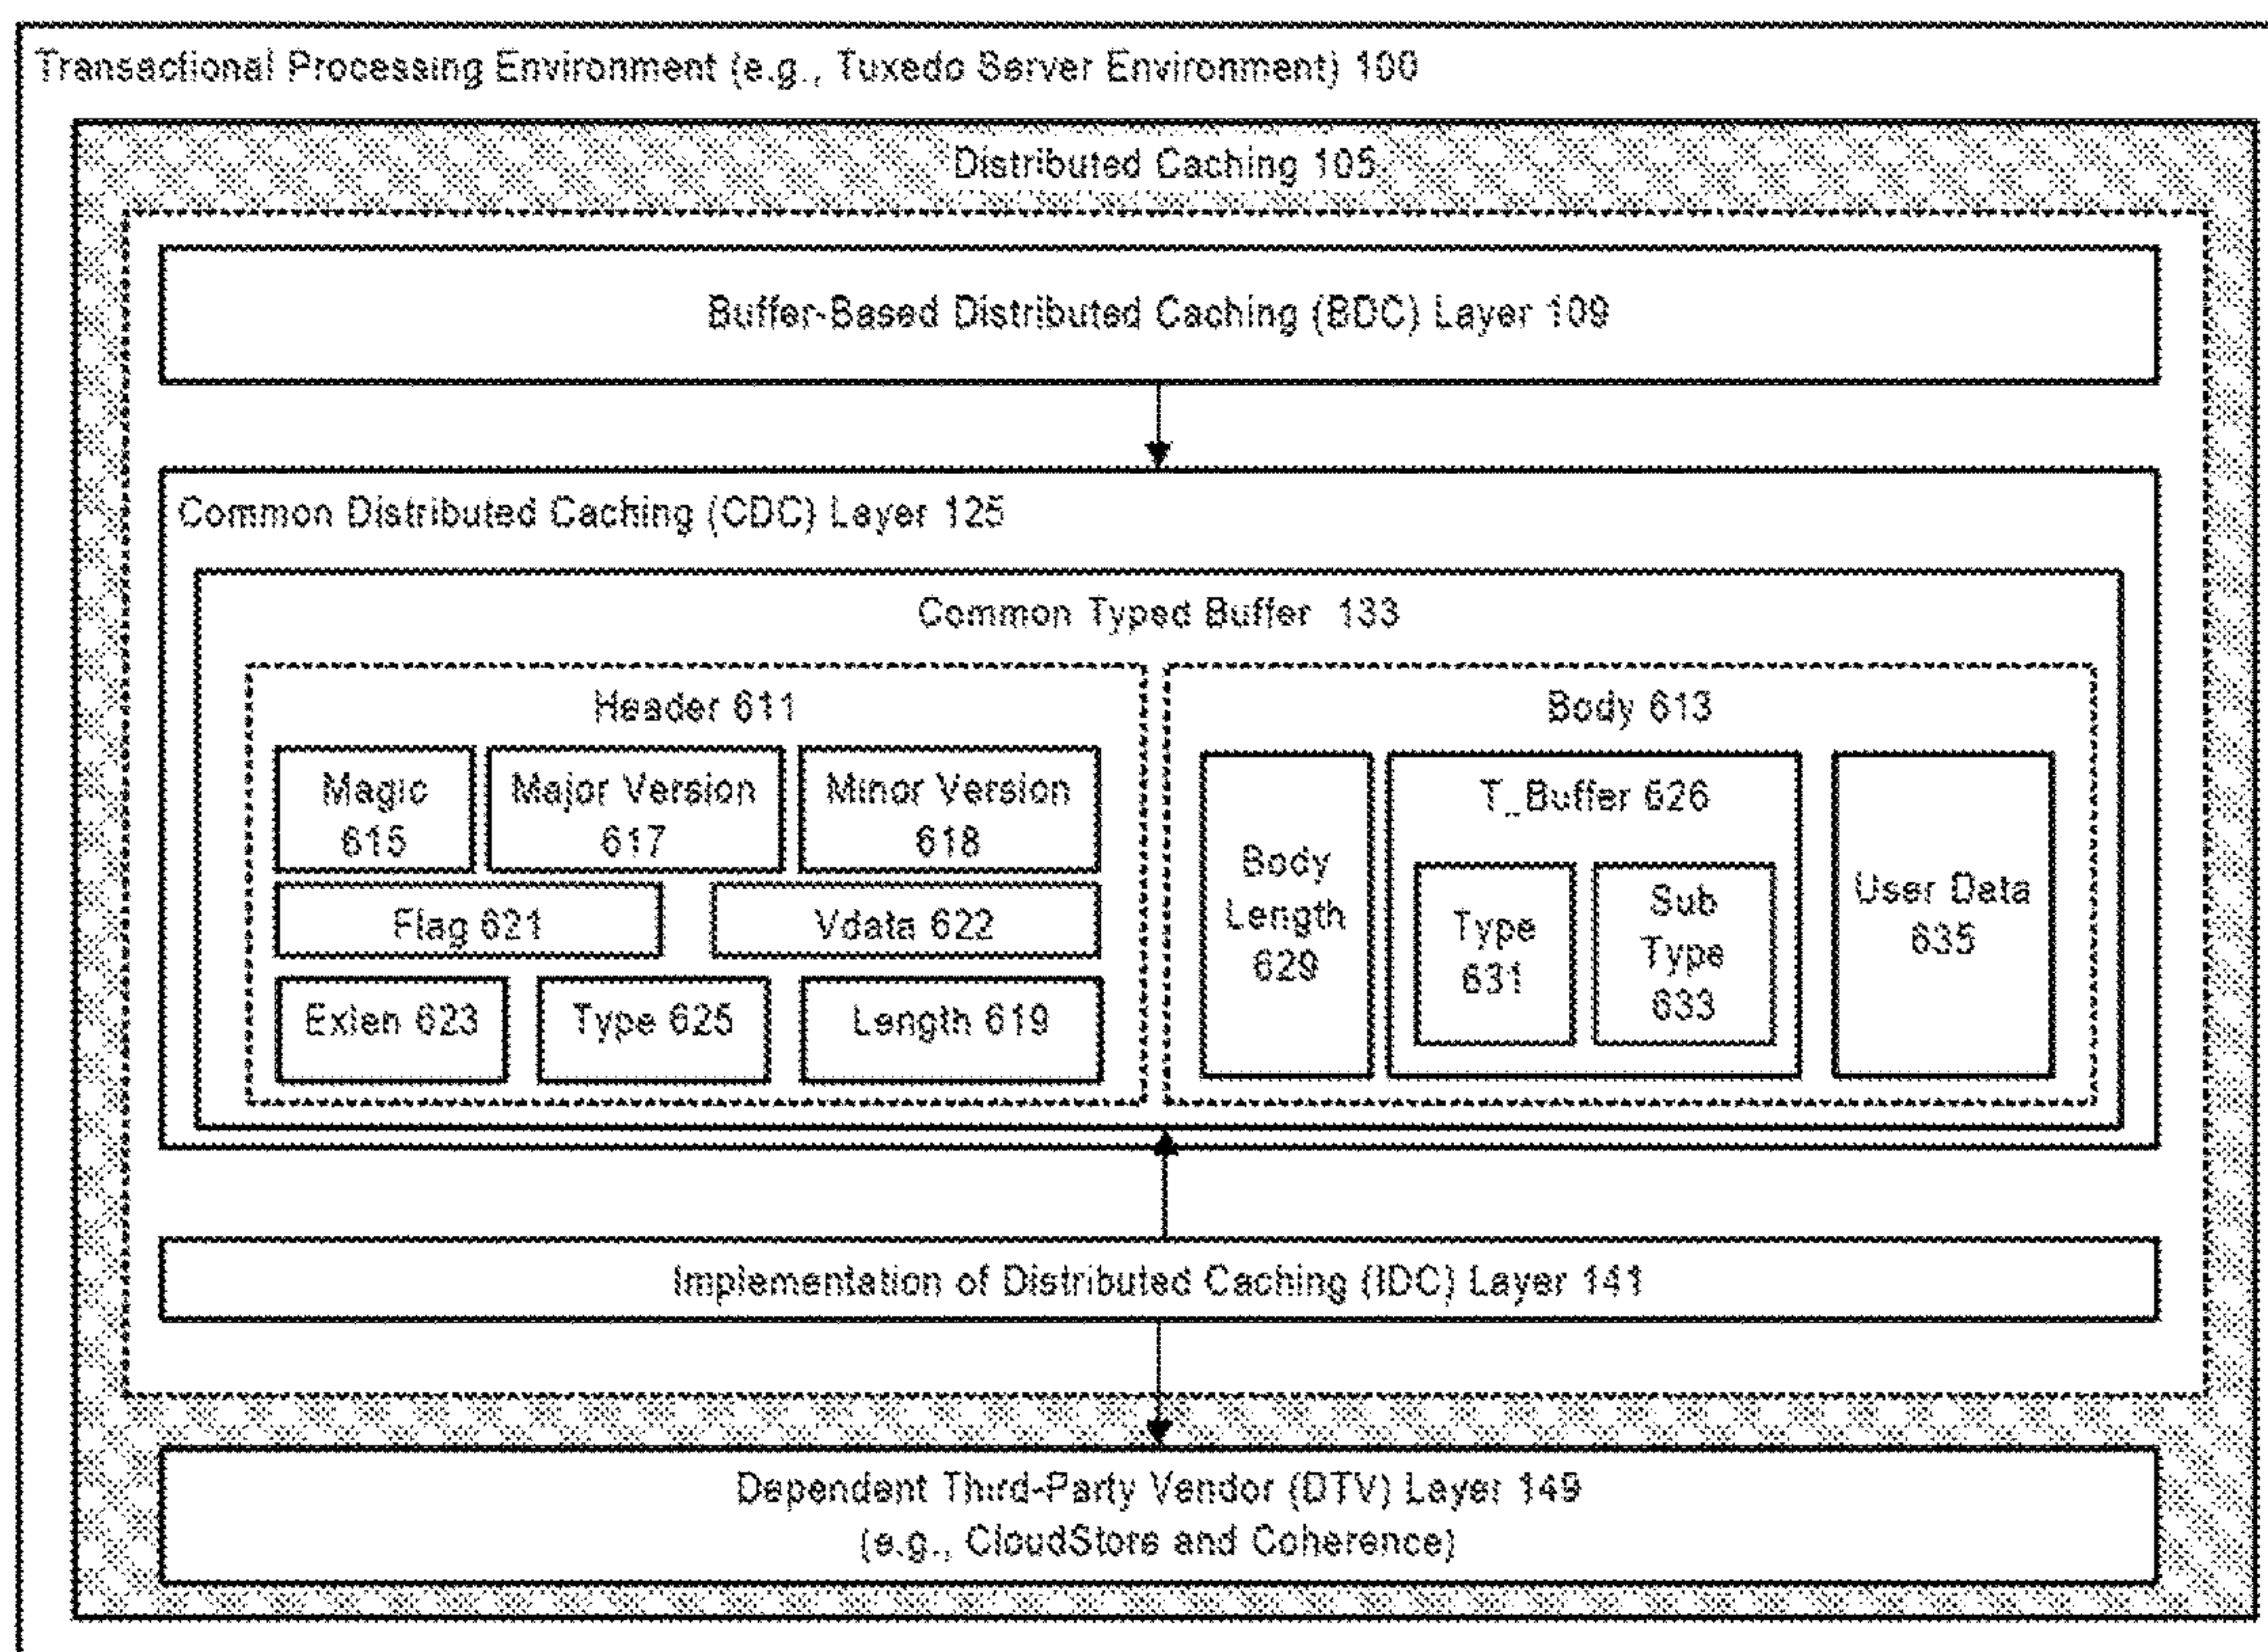 Transactional Processing Environment (e.g., Tuxedo Server Environment) 100
Distributed Caching 105
Buffer-Based Distributed Caching (BDC) Layer 109
Common Distributed Caching (CDC) Layer 125
Common Typed Buffer 133
Header 611
Magic
615
Major Version
617
Minor Version
618
Flag 621
Vdata 622
Exlen 623
Type 625
Length 619
Body 613
Body
Length
629
T_Buffer 626
Type
631
Sub
Type
633
User Data
635
Implementation of Distributed Caching (IDC) Layer 141
Dependent Third-Party Vendor (DTV) Layer 149
(e.g., CloudStore and Coherence)